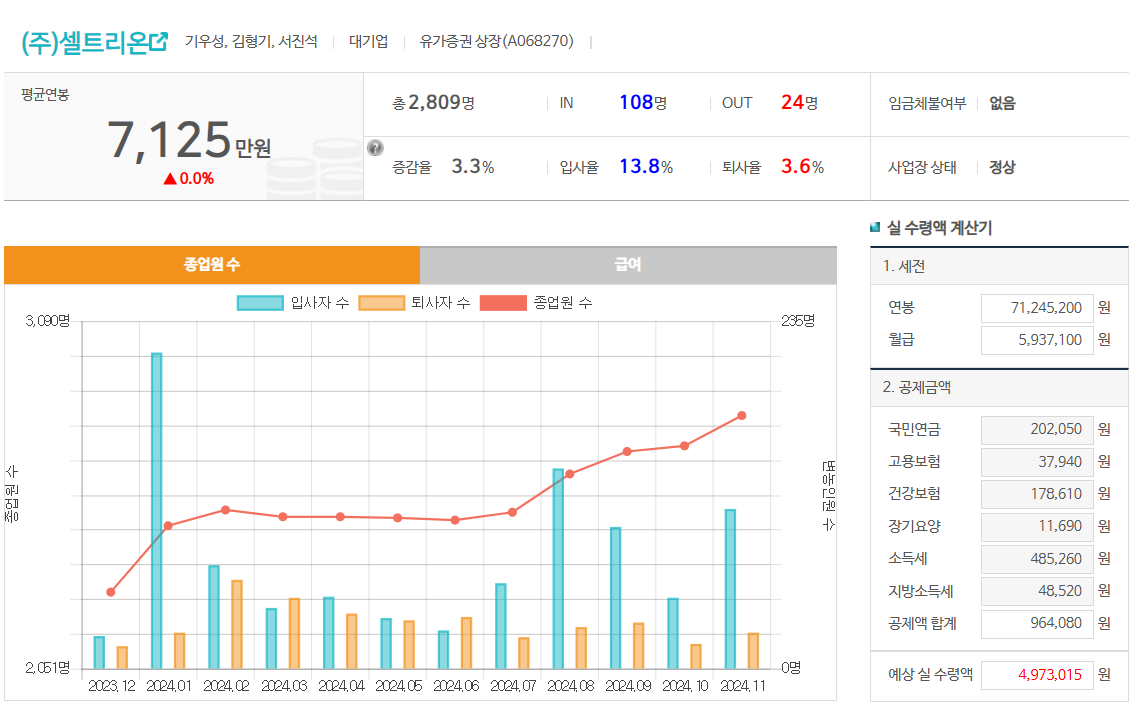 (주)셀트리온 기우성, 김형기, 서진석 대기업 유가증권 상장(A068270)
평균연봉
7,125 만원
▲ 0.0%
총 2,809명 IN 108명 OUT 24명
?
증감율 3.3% 입사율 13.8% 퇴사율 3.6%
임금체불여부 없음
사업장 상태 정상
종업원 수 급여
입사자 수 퇴사자 수 종업원 수
3,090명 235명
종업원 수
변동인원 수
2,051명 0명
2023, 12 2024, 01 2024, 02 2024, 03 2024, 04 2024, 05 2024, 06 2024, 07 2024, 08 2024, 09 2024, 10 2024, 11
실 수령액 계산기
1. 세전
연봉 71,245,200 원
월급 5,937,100 원
2. 공제금액
국민연금 202,050 원
고용보험 37,940 원
건강보험 178,610 원
장기요양 11,690 원
소득세 485,260 원
지방소득세 48,520 원
공제액 합계 964,080 원
예상 실 수령액 4,973,015 원